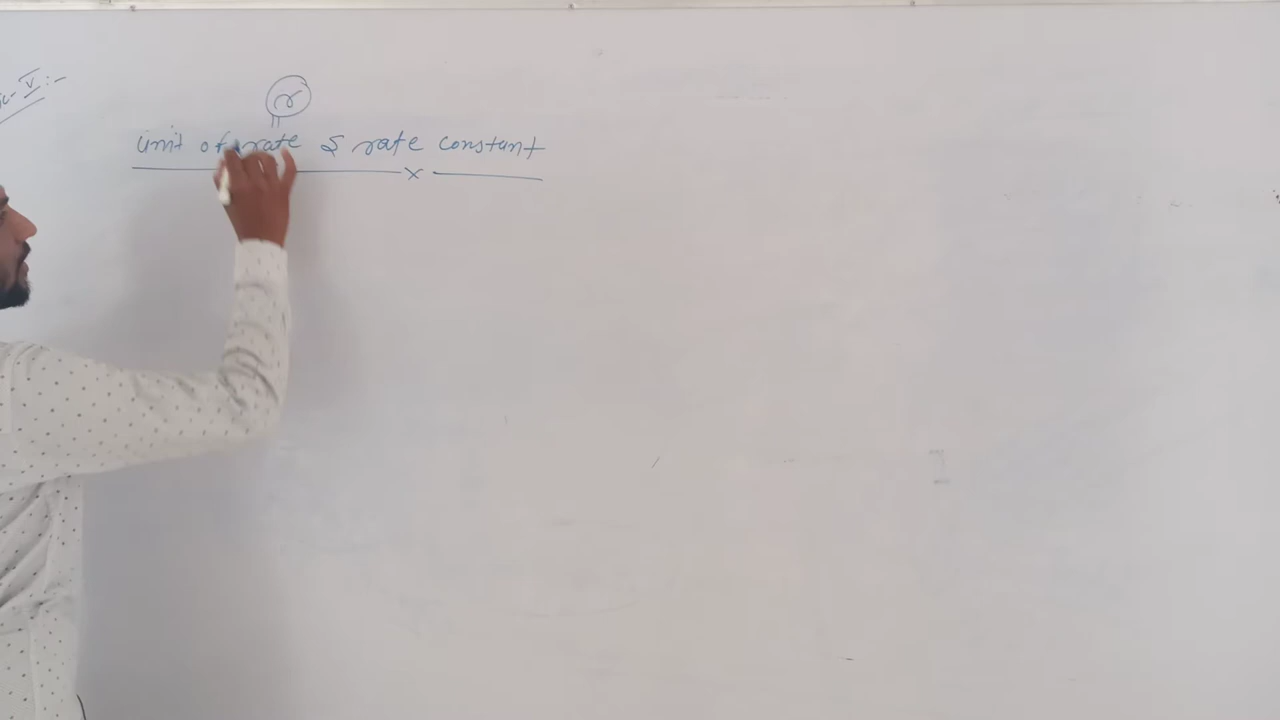 V :-
r
Unit of rate & rate constant